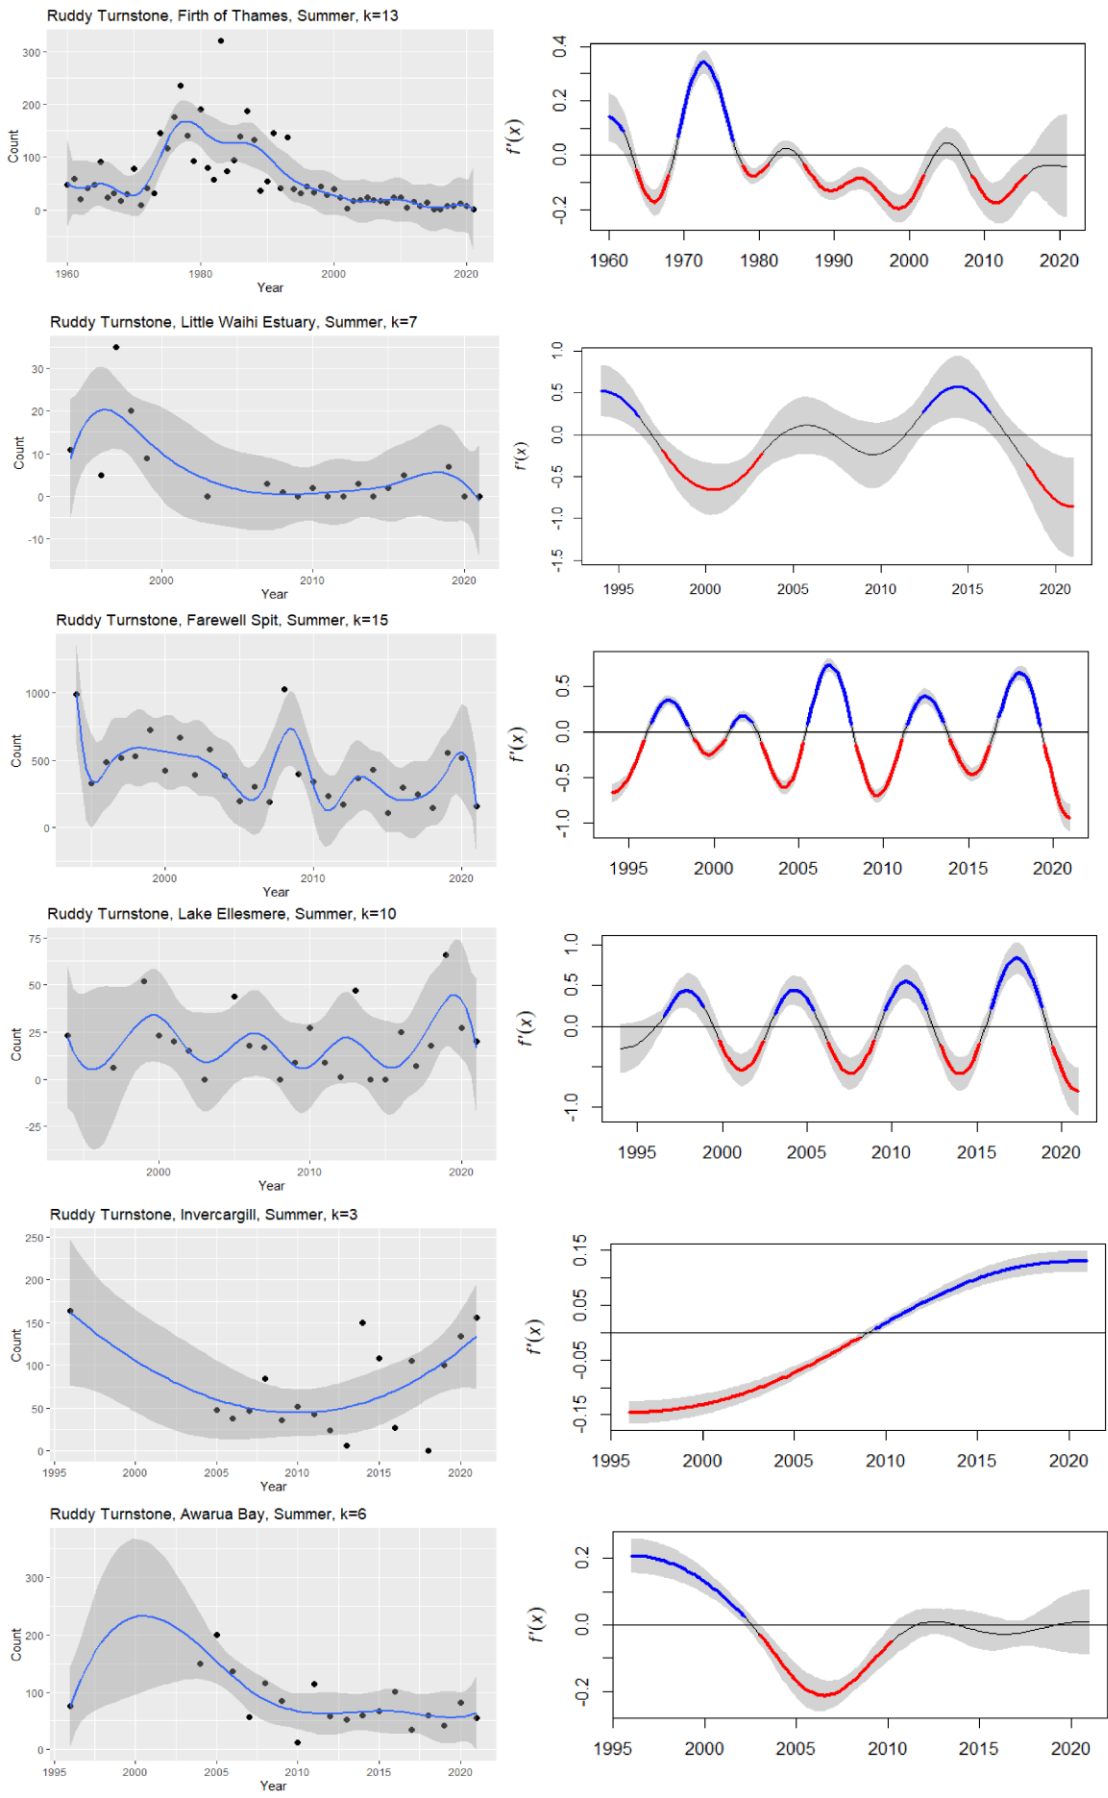 Ruddy Turnstone, Firth of Thames, Summer, k=13
300
200
100
0
Count
1960 1980 2000 2020
Year
0.4
0.2
0.0
-0.2
f'(x)
1960 1970 1980 1990 2000 2010 2020
Ruddy Turnstone, Little Waihi Estuary, Summer, k=7
30
20
10
0
-10
Count
2000 2010 2020
Year
1.0
0.5
0.0
-0.5
-1.0
-1.5
f'(x)
1995 2000 2005 2010 2015 2020
Ruddy Turnstone, Farewell Spit, Summer, k=15
1000
500
0
Count
2000 2010 2020
Year
0.5
0.0
-0.5
-1.0
f'(x)
1995 2000 2005 2010 2015 2020
Ruddy Turnstone, Lake Ellesmere, Summer, k=10
75
50
25
0
-25
Count
2000 2010 2020
Year
1.0
0.5
0.0
-1.0
f'(x)
1995 2000 2005 2010 2015 2020
Ruddy Turnstone, Invercargill, Summer, k=3
250
200
150
100
50
0
Count
1995 2000 2005 2010 2015 2020
Year
0.15
0.05
-0.05
-0.15
f'(x)
1995 2000 2005 2010 2015 2020
Ruddy Turnstone, Awarua Bay, Summer, k=6
300
200
100
0
Count
1995 2000 2005 2010 2015 2020
Year
0.2
0.0
-0.2
f'(x)
1995 2000 2005 2010 2015 2020